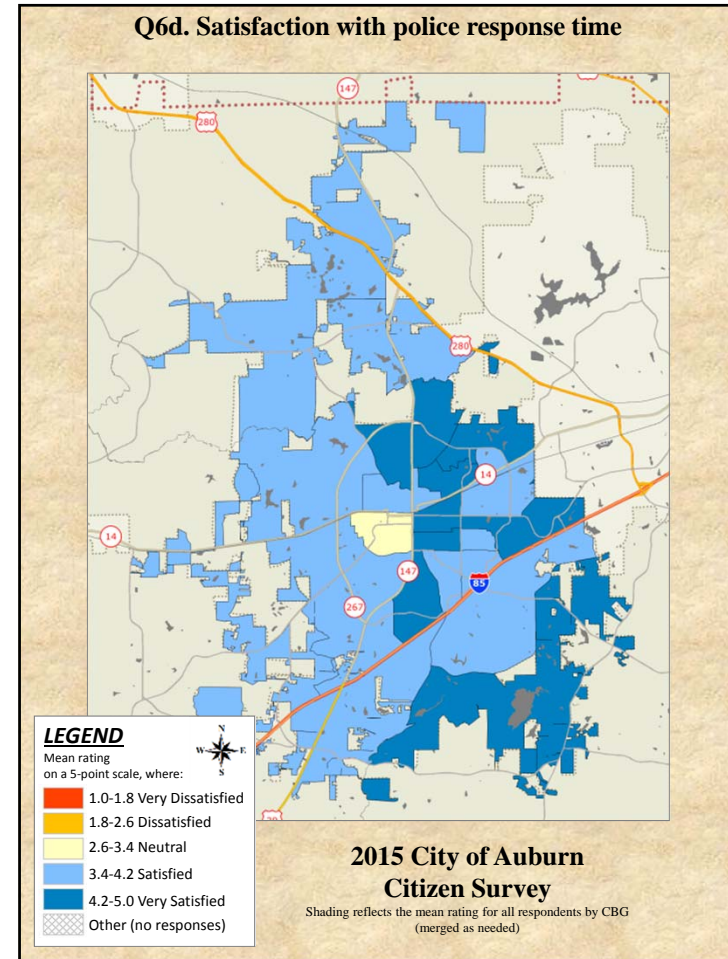 Q6d. Satisfaction with police response time
147
280
280
14
14
147
85
267
LEGEND
Mean rating
on a 5-point scale, where:
N
W E
S
1.0-1.8 Very Dissatisfied
1.8-2.6 Dissatisfied
2.6-3.4 Neutral
3.4-4.2 Satisfied
4.2-5.0 Very Satisfied
Other (no responses)
2015 City of Auburn
Citizen Survey
Shading reflects the mean rating for all respondents by CBG
(merged as needed)